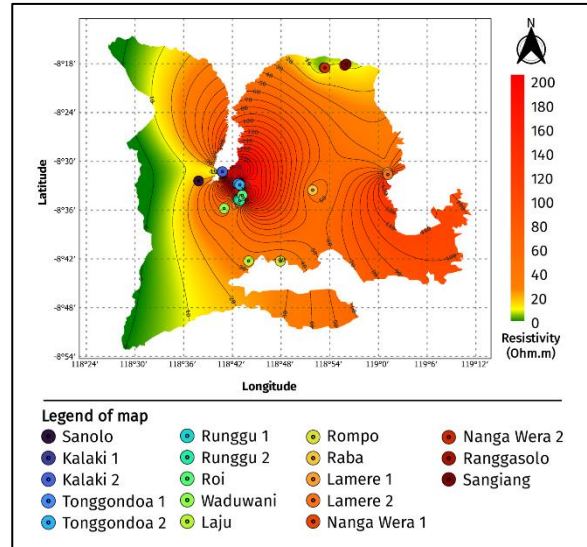 N
-8°18'
-8°24'
-8°30'
-8°36'
-8°42'
-8°48'
-8°54'
Latitude
118°24' 118°30' 118°36' 118°42' 118°48' 118°54' 119°0' 119°6' 119°12'
Longitude
200
180
160
140
120
100
80
60
40
20
0
Resistivity
(Ohm.m)
Legend of map
Sanolo Runggu 1 Rompo Nanga Wera 2
Kalaki 1 Runggu 2 Raba Ranggasolo
Kalaki 2 Roi Lamere 1 Sangiang
Tonggondoa 1 Waduwani Lamere 2
Tonggondoa 2 Laju Nanga Wera 1